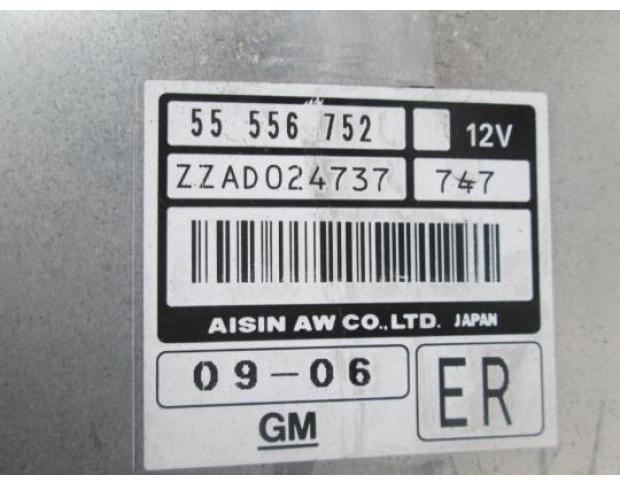 55 556 752 12V
ZZAD024737 747
AISIN AW CO.,LTD. JAPAN
09-06 ER
GM